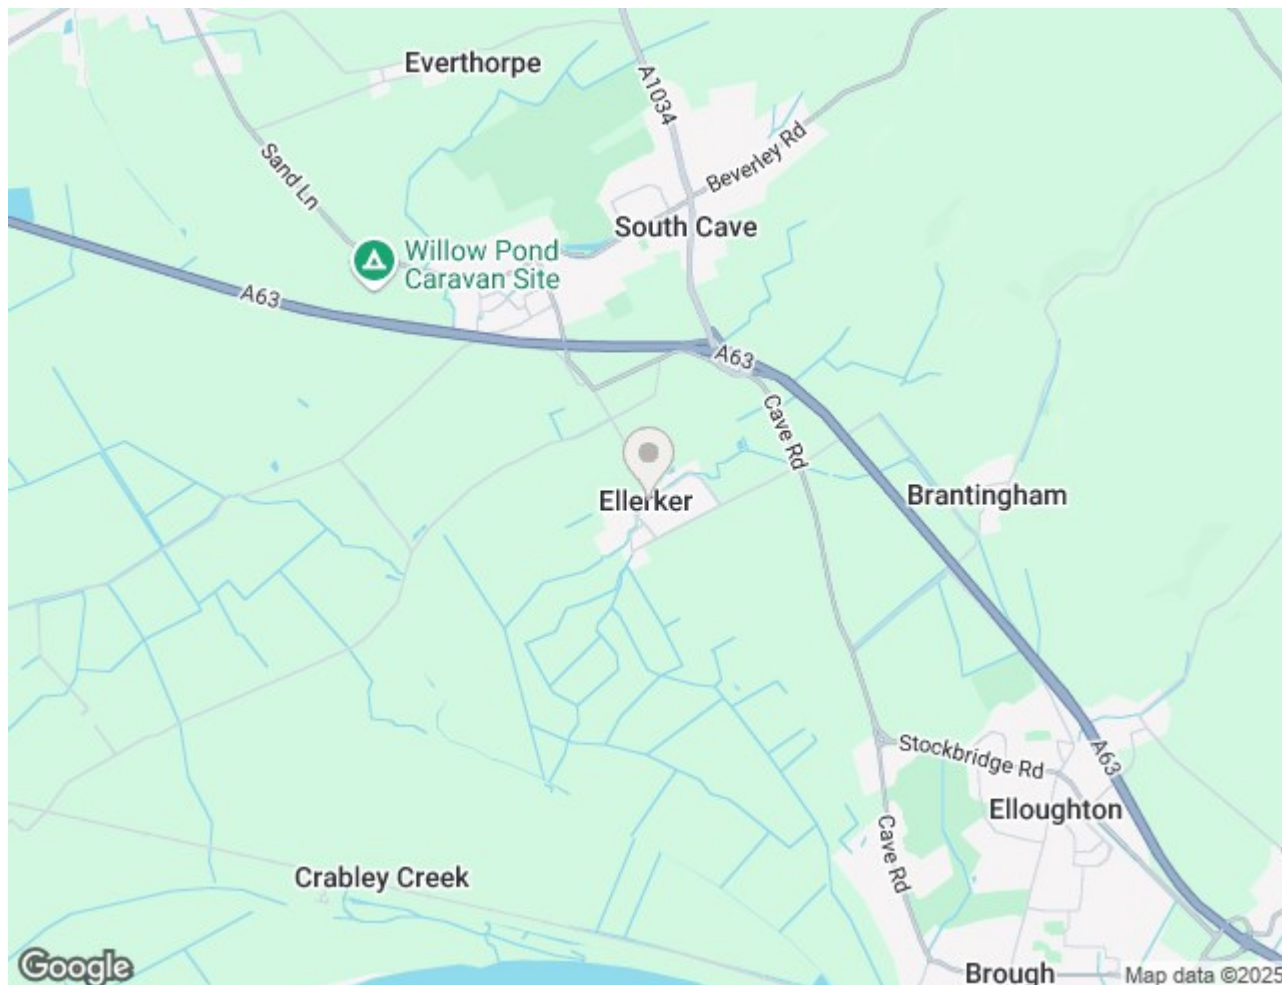 Everthorpe
A1034
Beverley Rd
Sand Ln
South Cave
Willow Pond
Caravan Site
A63
A63
Cave Rd
Ellerker
Brantingham
Stockbridge Rd
A63
Elloughton
Cave Rd
Crabley Creek
Google
Brough
Map data ©2025